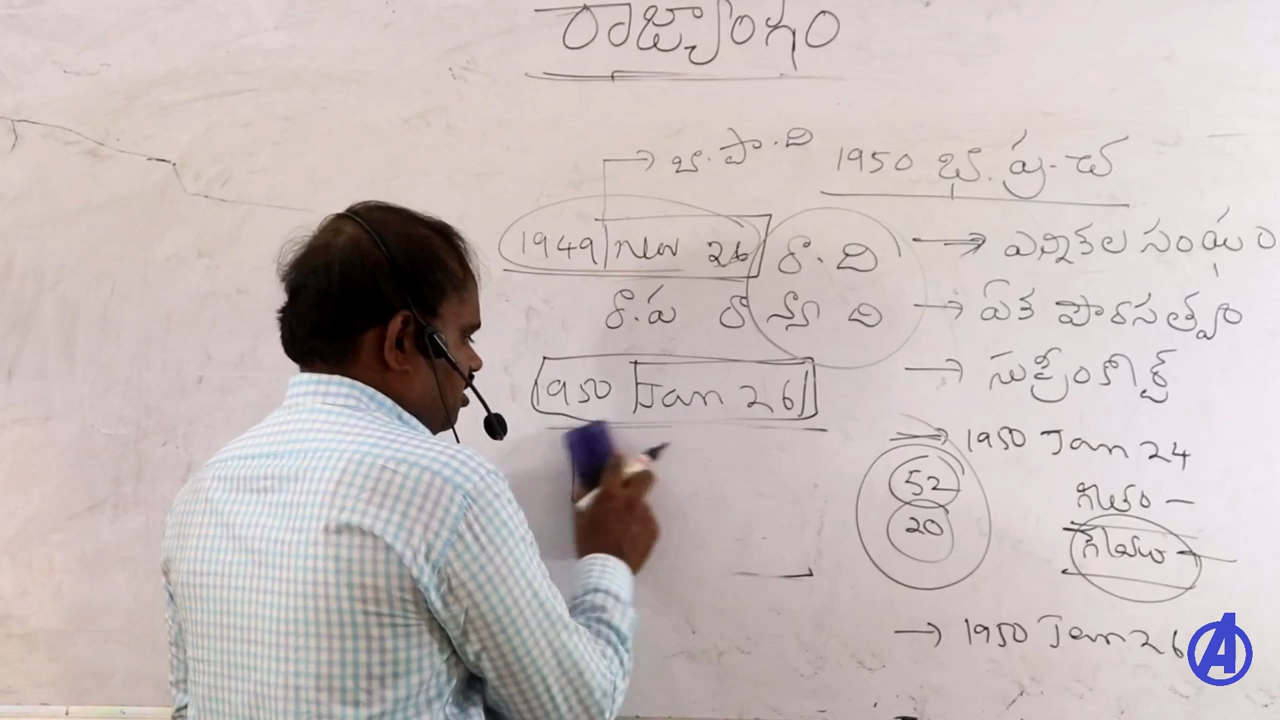 రాజ్యాంగం
→ భా.పా.ది
1950 భా.ప్ర.చ
1949 Nov 26 రా.ది
→ ఎన్నికల సంఘం
రా.ప రా న్యా ది
→ ఏక పౌరసత్వం
1950 Jan 26
→ సుప్రీంకోర్ట్
→ 1950 Jan 24
52
గీతం -
20
గేయం -
→ 1950 Jan 26
A